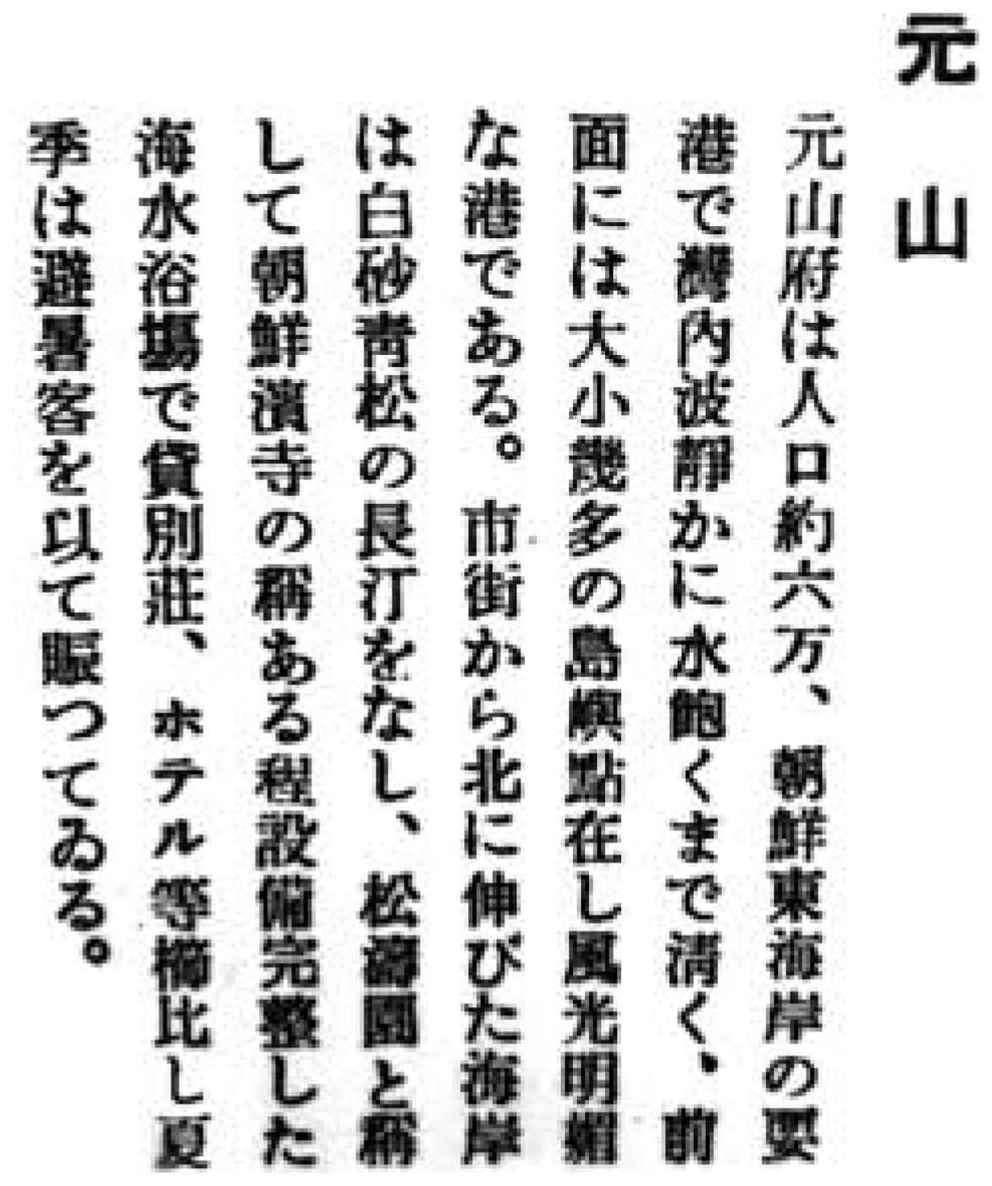 元山
元山府は人口約六万、朝鮮東海岸の要
港で灣內波靜かに水飽くまで淸く、前
面には大小幾多の島嶼點在し風光明媚
な港である。市街から北に伸びた海岸
は白砂靑松の長汀をなし、松濤園と稱
して朝鮮濱寺の稱ある程設備完整した
海水浴場で貸別莊、ホテル等櫛比し夏
季は避暑客を以て賑つてゐる。